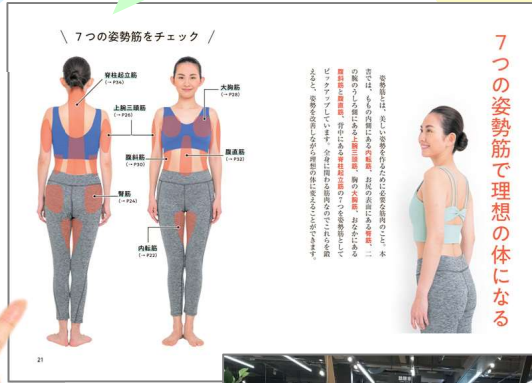 7つの姿勢筋で理想の体になる
姿勢筋とは、美しい姿勢を作るために必要な筋肉のこと。本
書では、ももの内側にある内転筋、お尻の表面にある臀筋、二
の腕のうしろ側にある上腕三頭筋、胸の大胸筋、おなかにある
腹斜筋と腹直筋、背中にある脊柱起立筋の7つを姿勢筋として
ピックアップしています。全身に関わる筋肉なのでこれらを鍛
えると、姿勢を改善しながら理想の体に変えることができます。
\ 7つの姿勢筋をチェック /
脊柱起立筋
(→P34)
上腕三頭筋
(→P26)
大胸筋
(→P28)
腹斜筋
(→P30)
腹直筋
(→P32)
臀筋
(→P24)
内転筋
(→P22)
21